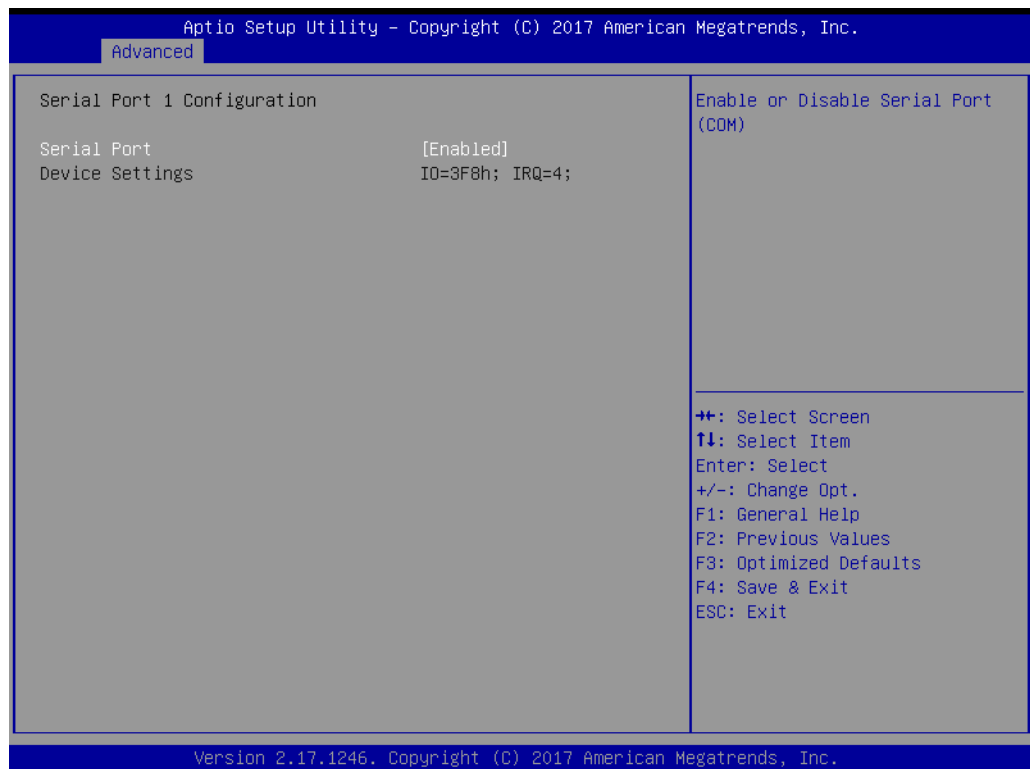 Aptio Setup Utility – Copyright (C) 2017 American Megatrends, Inc.
Advanced
Serial Port 1 Configuration
Serial Port [Enabled]
Device Settings IO=3F8h; IRQ=4;
Enable or Disable Serial Port
(COM)
→←: Select Screen
↑↓: Select Item
Enter: Select
+/-: Change Opt.
F1: General Help
F2: Previous Values
F3: Optimized Defaults
F4: Save & Exit
ESC: Exit
Version 2.17.1246. Copyright (C) 2017 American Megatrends, Inc.